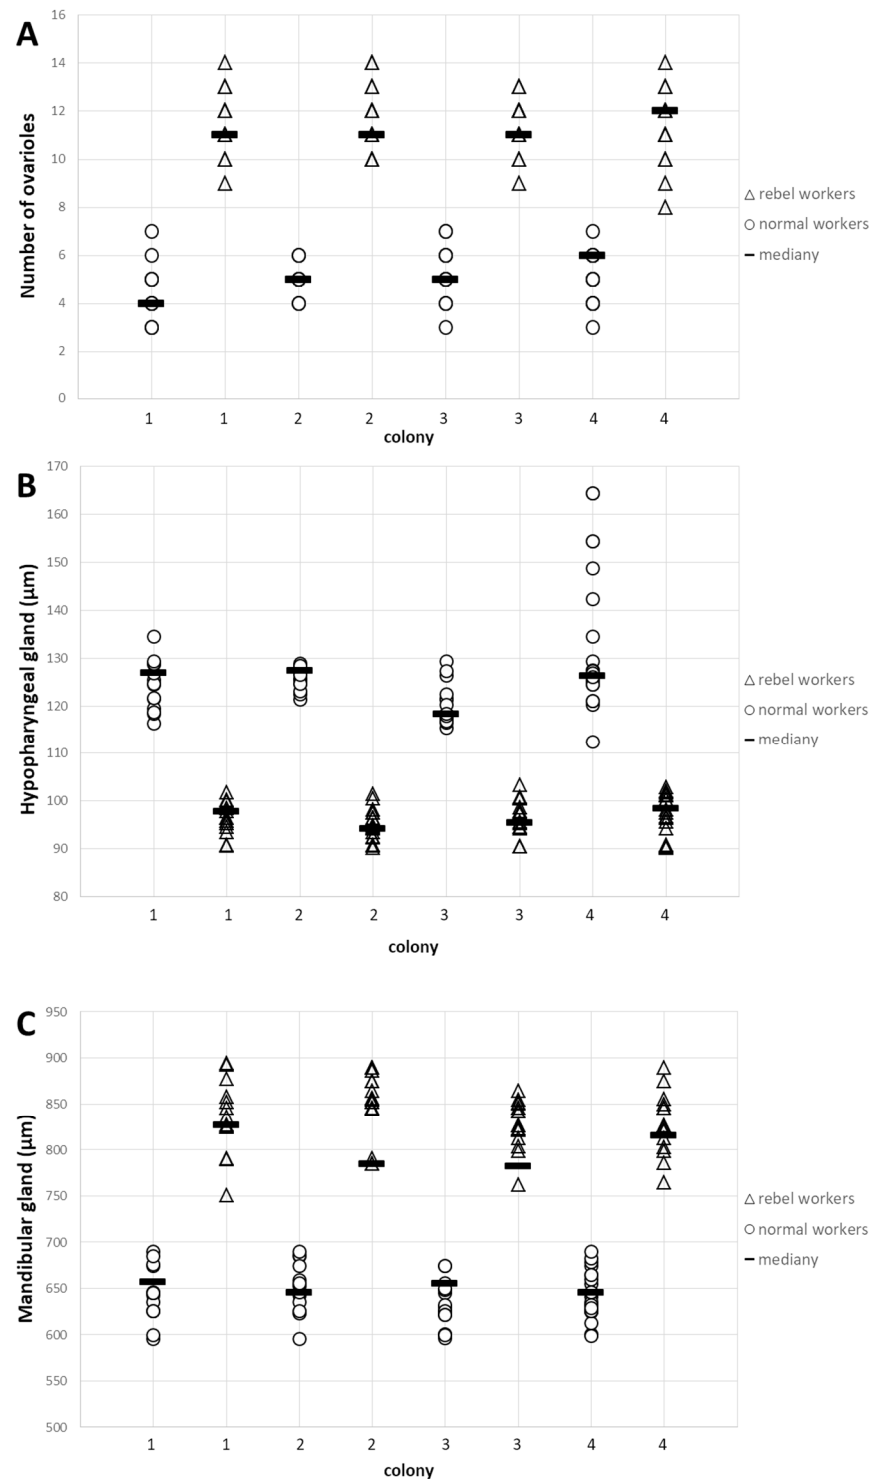 A
Number of ovarioles
16
14
12
10
8
6
4
2
0
1 1 2 2 3 3 4 4
colony
rebel workers
normal workers
mediany
B
Hypopharyngeal gland (µm)
170
160
150
140
130
120
110
100
90
80
1 1 2 2 3 3 4 4
colony
rebel workers
normal workers
mediany
C
Mandibular gland (µm)
950
900
850
800
750
700
650
600
550
500
1 1 2 2 3 3 4 4
colony
rebel workers
normal workers
mediany